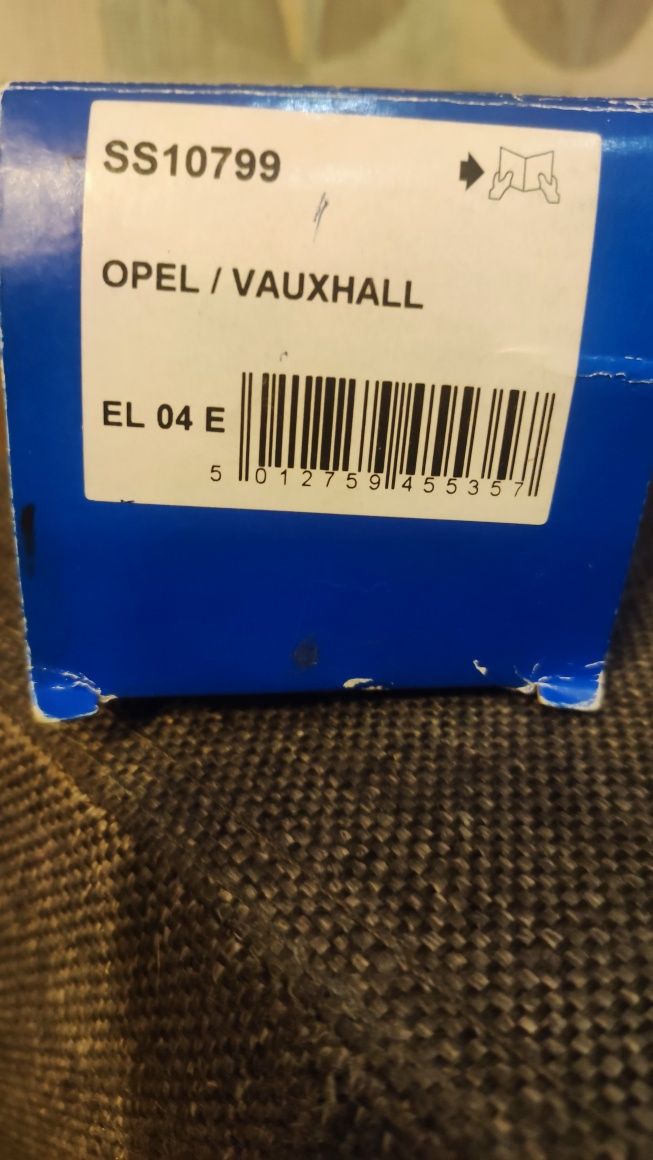 SS10799
OPEL / VAUXHALL
EL 04 E
5 012759 455357